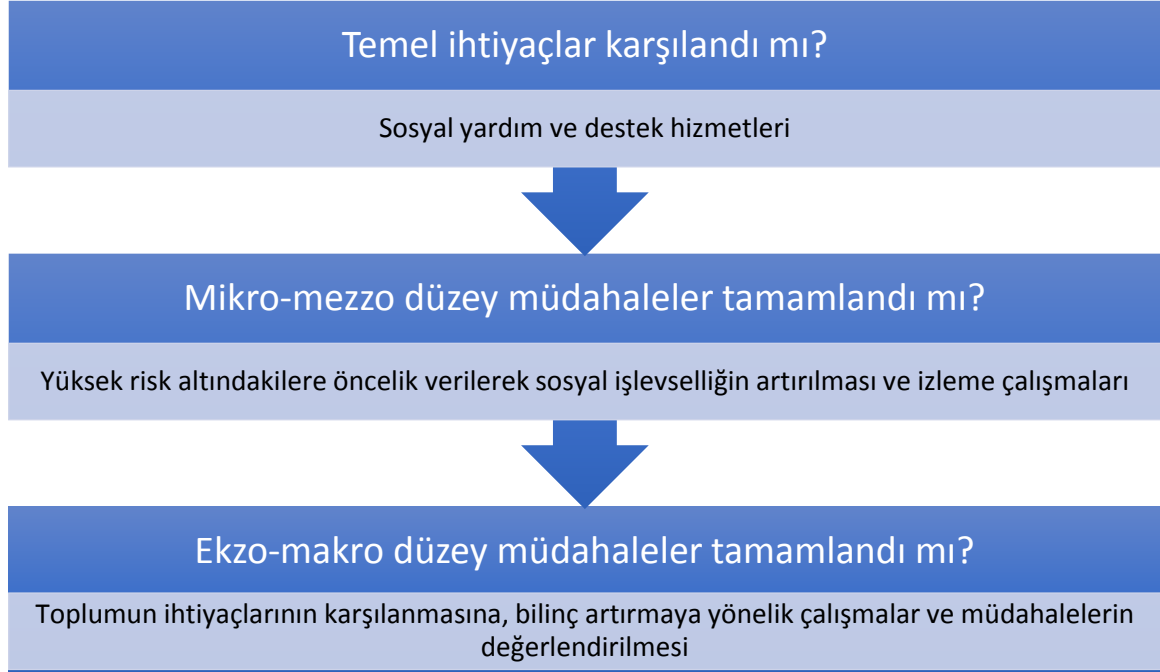 Temel ihtiyaçlar karşılandı mı?
Sosyal yardım ve destek hizmetleri
Mikro-mezzo düzey müdahaleler tamamlandı mı?
Yüksek risk altındakilere öncelik verilerek sosyal işlevselliğin artırılması ve izleme çalışmaları
Ekzo-makro düzey müdahaleler tamamlandı mı?
Toplumun ihtiyaçlarının karşılanmasına, bilinç artırmaya yönelik çalışmalar ve müdahalelerin
değerlendirilmesi